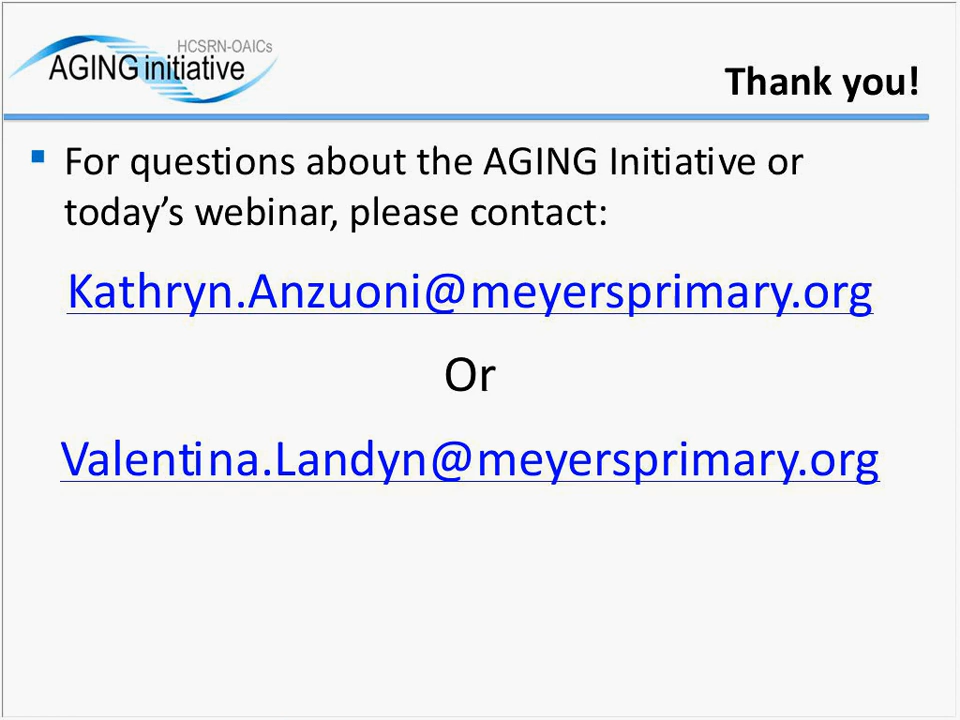 HCSRN-OAICs
AGING initiative
Thank you!
▪ For questions about the AGING Initiative or
today’s webinar, please contact:
Kathryn.Anzuoni@meyersprimary.org
Or
Valentina.Landyn@meyersprimary.org